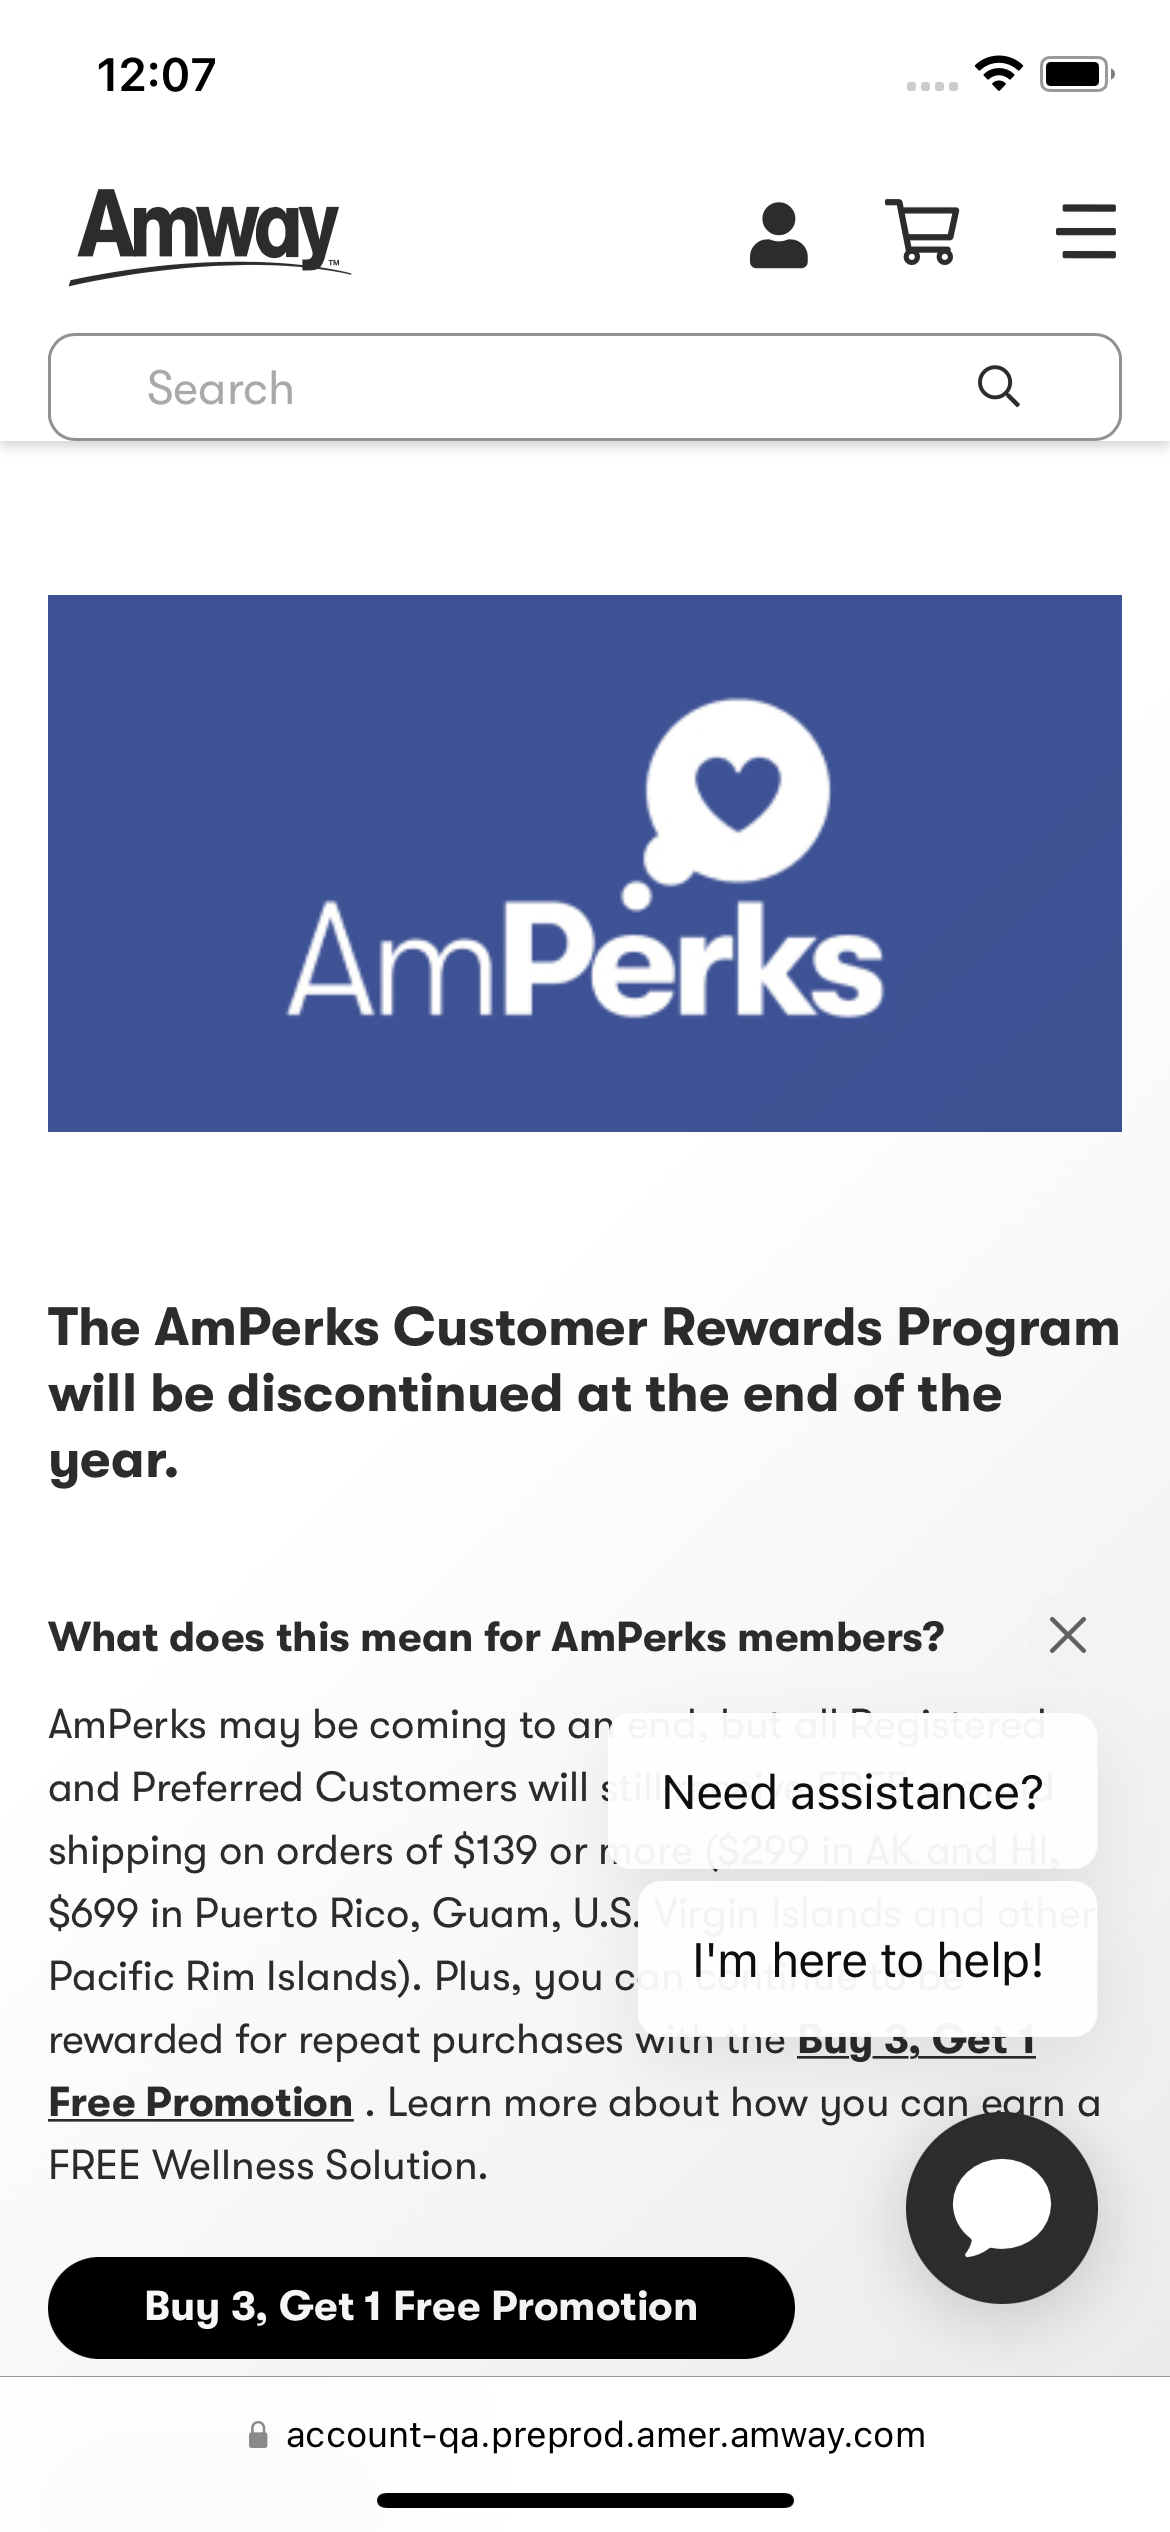 12:07
Amway™
Search
AmPerks
The AmPerks Customer Rewards Program
will be discontinued at the end of the
year.
What does this mean for AmPerks members?
AmPerks may be coming to an end, but all Registered
and Preferred Customers will still receive FREE ground
shipping on orders of $139 or more ($299 in AK and HI,
$699 in Puerto Rico, Guam, U.S. Virgin Islands and other
Pacific Rim Islands). Plus, you can continue to be
rewarded for repeat purchases with the Buy 3, Get 1
Free Promotion . Learn more about how you can earn a
FREE Wellness Solution.
Need assistance?
I'm here to help!
Buy 3, Get 1 Free Promotion
account-qa.preprod.amer.amway.com